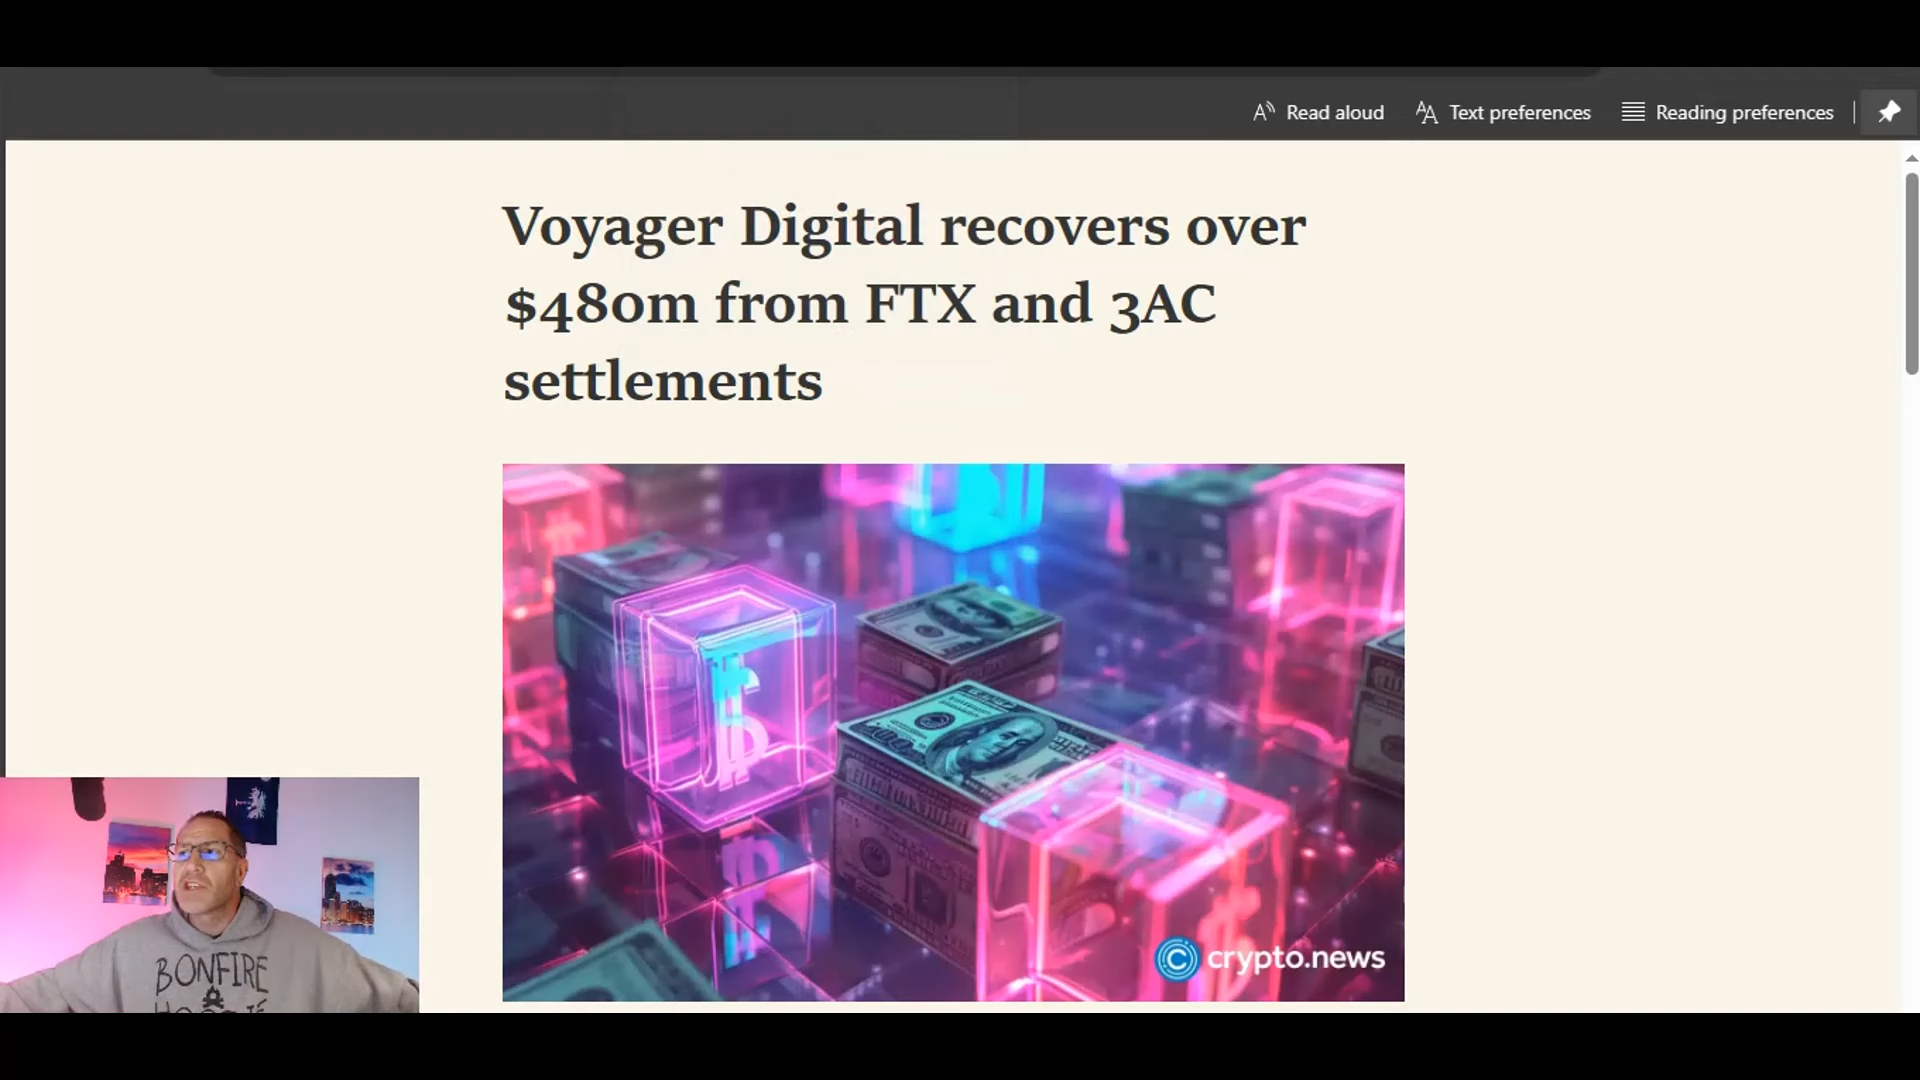 Read aloud
Text preferences
Reading preferences
Voyager Digital recovers over
$480m from FTX and 3AC
settlements
crypto.news
BONFIRE